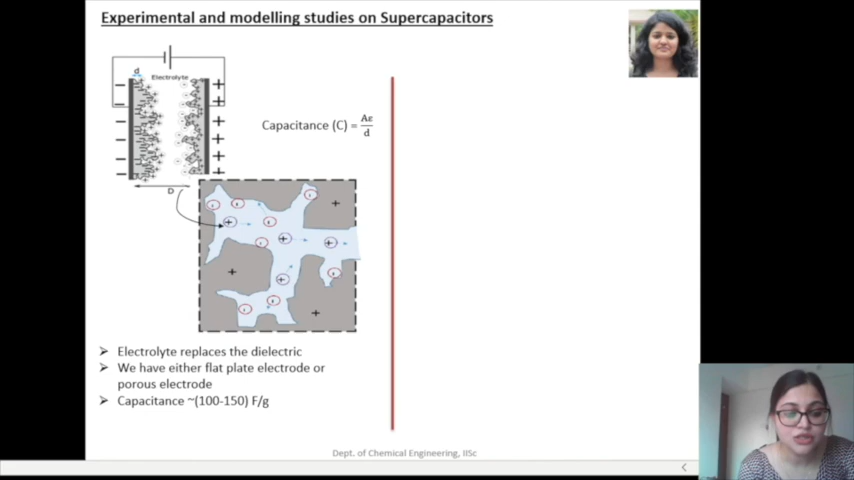 Experimental and modelling studies on Supercapacitors
d
Electrolyte
D
Capacitance (C) = Aε/d
➢ Electrolyte replaces the dielectric
➢ We have either flat plate electrode or
porous electrode
➢ Capacitance ~(100-150) F/g
Dept. of Chemical Engineering, IISc